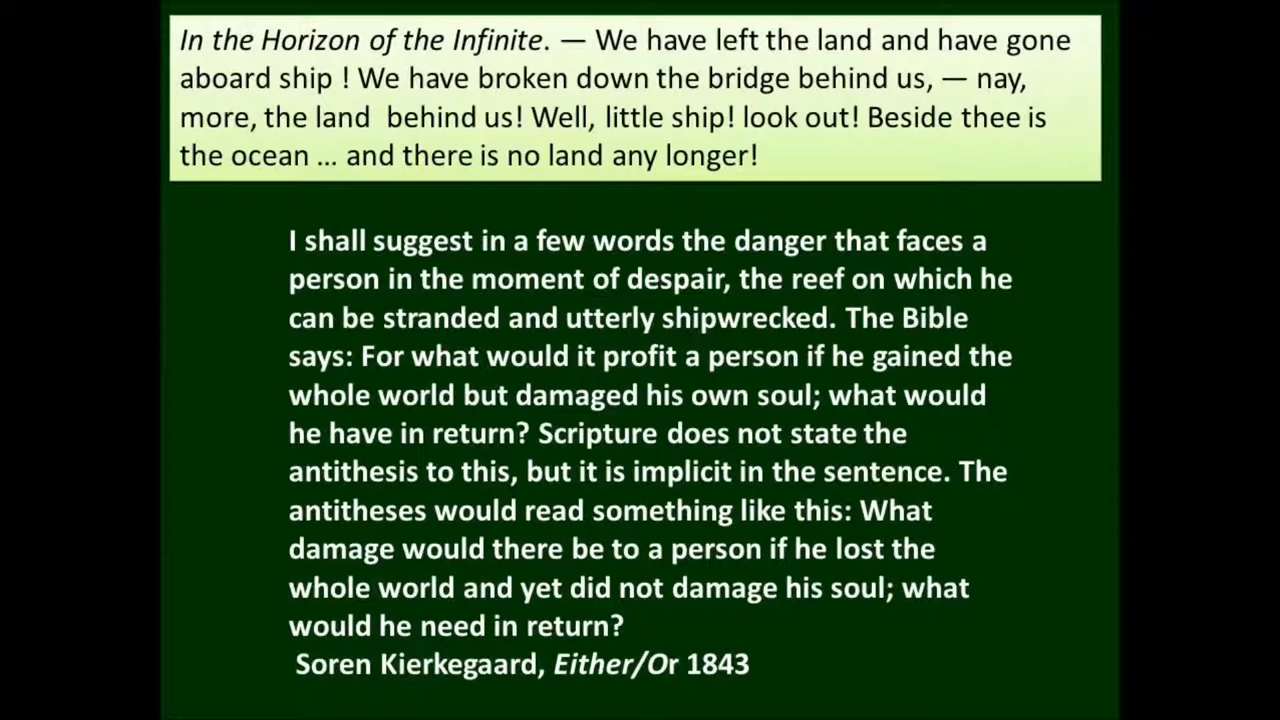 In the Horizon of the Infinite. — We have left the land and have gone
aboard ship ! We have broken down the bridge behind us, — nay,
more, the land  behind us! Well, little ship! look out! Beside thee is
the ocean ... and there is no land any longer!
I shall suggest in a few words the danger that faces a
person in the moment of despair, the reef on which he
can be stranded and utterly shipwrecked. The Bible
says: For what would it profit a person if he gained the
whole world but damaged his own soul; what would
he have in return? Scripture does not state the
antithesis to this, but it is implicit in the sentence. The
antitheses would read something like this: What
damage would there be to a person if he lost the
whole world and yet did not damage his soul; what
would he need in return?
Soren Kierkegaard, Either/Or 1843